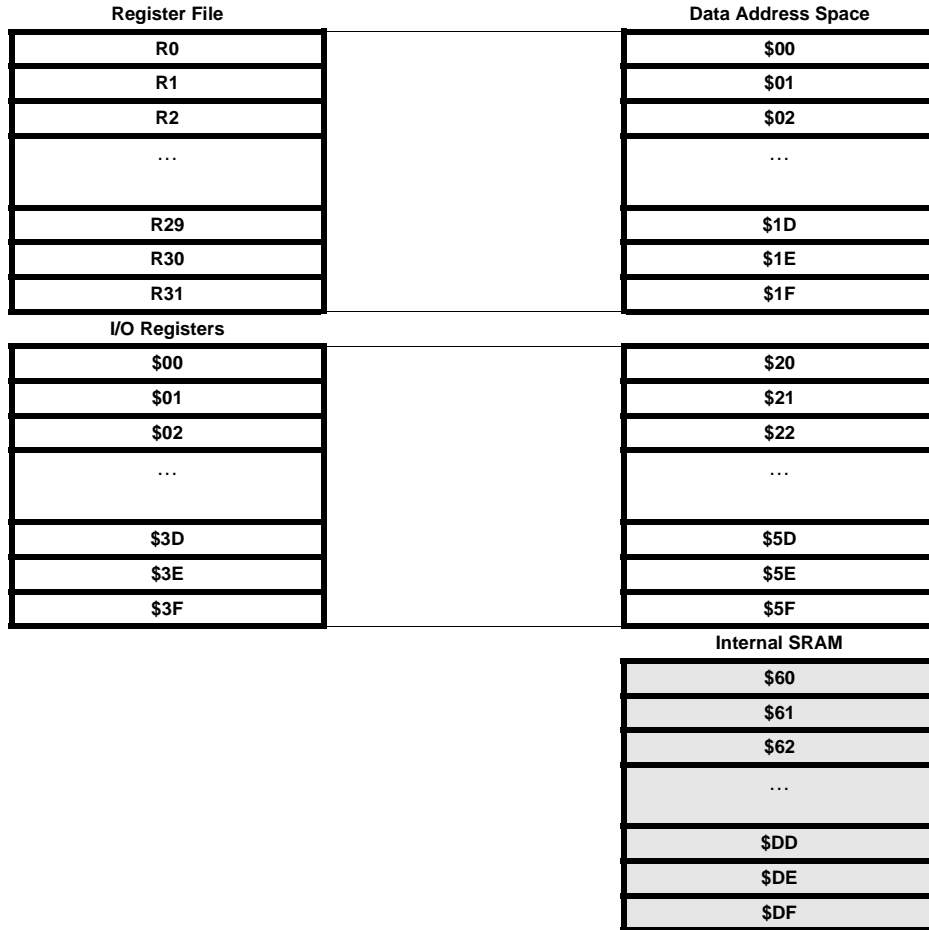 Register File Data Address Space
R0 $00
R1 $01
R2 $02
... ...
R29 $1D
R30 $1E
R31 $1F
I/O Registers
$00 $20
$01 $21
$02 $22
... ...
$3D $5D
$3E $5E
$3F $5F
Internal SRAM
$60
$61
$62
...
$DD
$DE
$DF